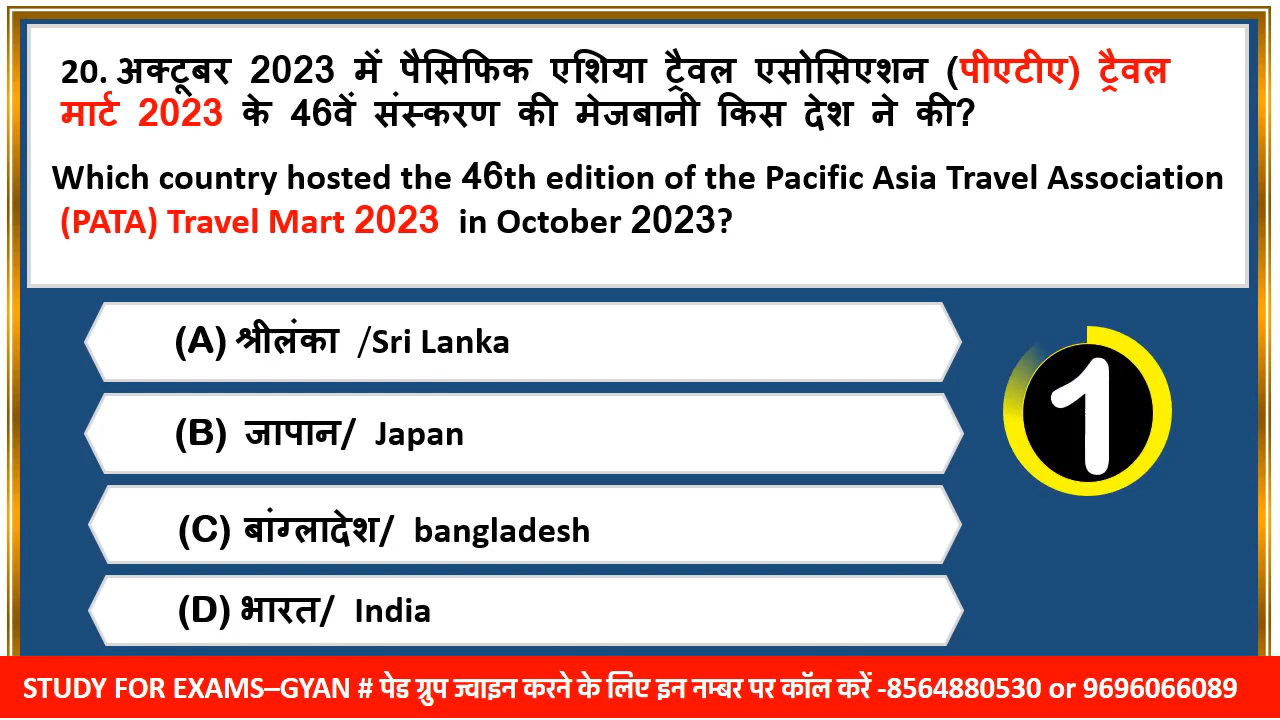 20. अक्टूबर 2023 में पैसिफिक एशिया ट्रैवल एसोसिएशन (पीएटीए) ट्रैवल
मार्ट 2023 के 46वें संस्करण की मेजबानी किस देश ने की?
Which country hosted the 46th edition of the Pacific Asia Travel Association
(PATA) Travel Mart 2023 in October 2023?
(A) श्रीलंका /Sri Lanka
1
(B) जापान/ Japan
(C) बांग्लादेश/ bangladesh
(D) भारत/ India
STUDY FOR EXAMS–GYAN # पेड ग्रुप ज्वाइन करने के लिए इन नम्बर पर कॉल करें -8564880530 or 9696066089